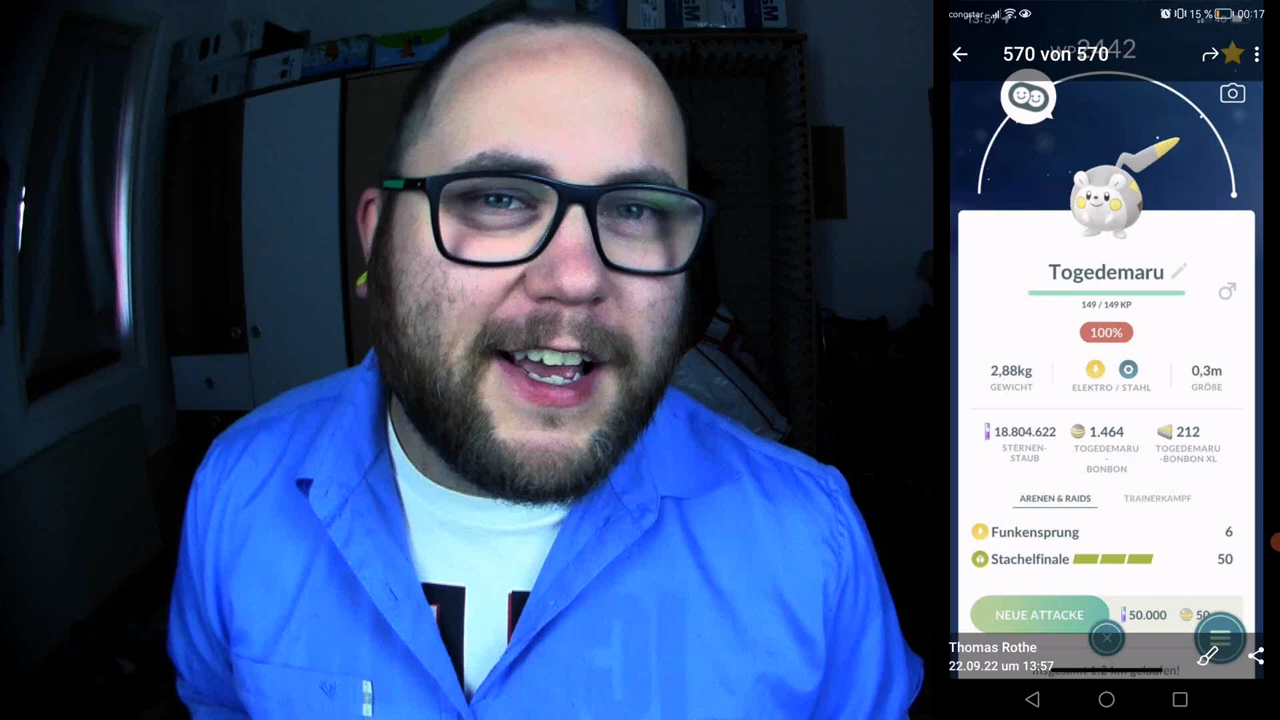 congstar
15 %
00:17
570 von 570
WP2442
Togedemaru
149 / 149 KP
100%
2,88kg
GEWICHT
ELEKTRO / STAHL
0,3m
GRÖßE
18.804.622
STERNEN-
STAUB
1.464
TOGEDEMARU
-
BONBON
212
TOGEDEMARU
-BONBON XL
ARENEN & RAIDS
TRAINERKAMPF
Funkensprung 6
Stachelfinale 50
NEUE ATTACKE
50.000
50
Thomas Rothe
22.09.22 um 13:57